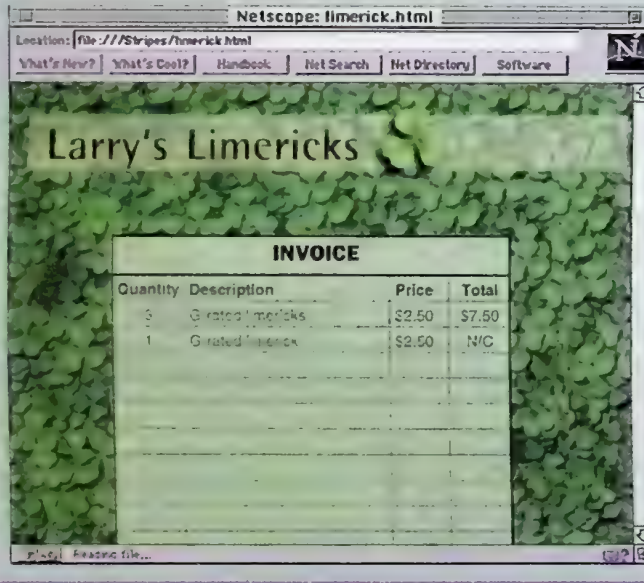 Netscape: limerick.html
Location: file:///Stripes/limerick.html
What's New? What's Cool? Handbook Net Search Net Directory Software
N
Larry's Limericks
INVOICE
Quantity Description Price Total
3 G-rated limericks $2.50 $7.50
1 G-rated limerick $2.50 N/C
Reading file...